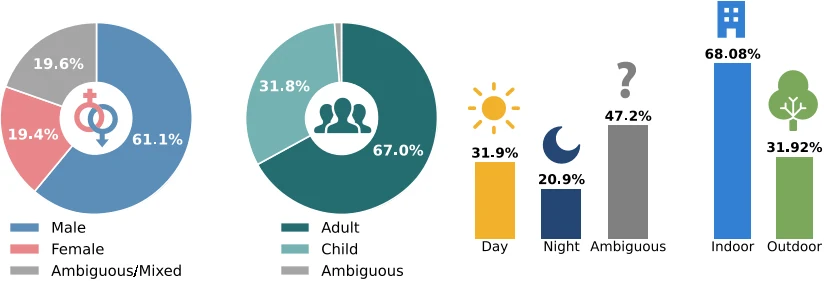 19.6%
19.4%
61.1%
Male
Female
Ambiguous/Mixed
31.8%
67.0%
Adult
Child
Ambiguous
31.9%
20.9%
?
47.2%
Day Night Ambiguous
68.08%
31.92%
Indoor Outdoor